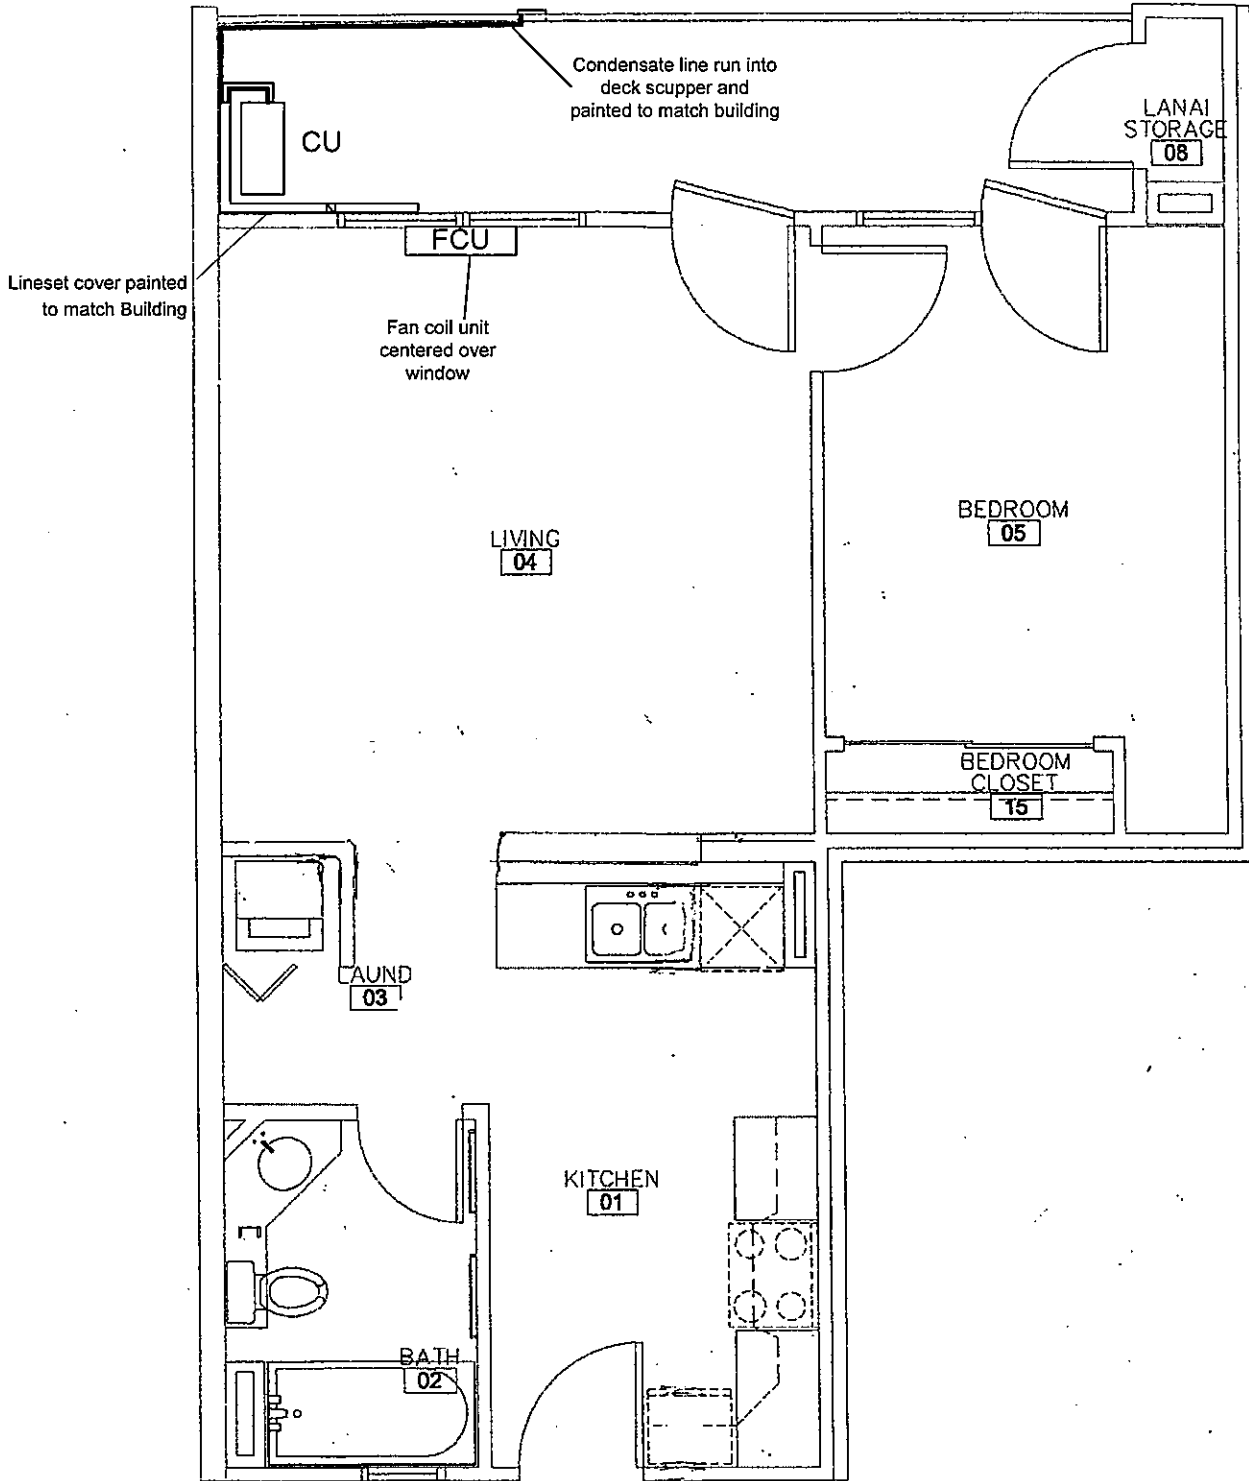 Condensate line run into
deck scupper and
painted to match building
CU
LANAI
STORAGE
08
FCU
Lineset cover painted
to match Building
Fan coil unit
centered over
window
LIVING
04
BEDROOM
05
BEDROOM
CLOSET
15
LAUND
03
KITCHEN
01
BATH
02